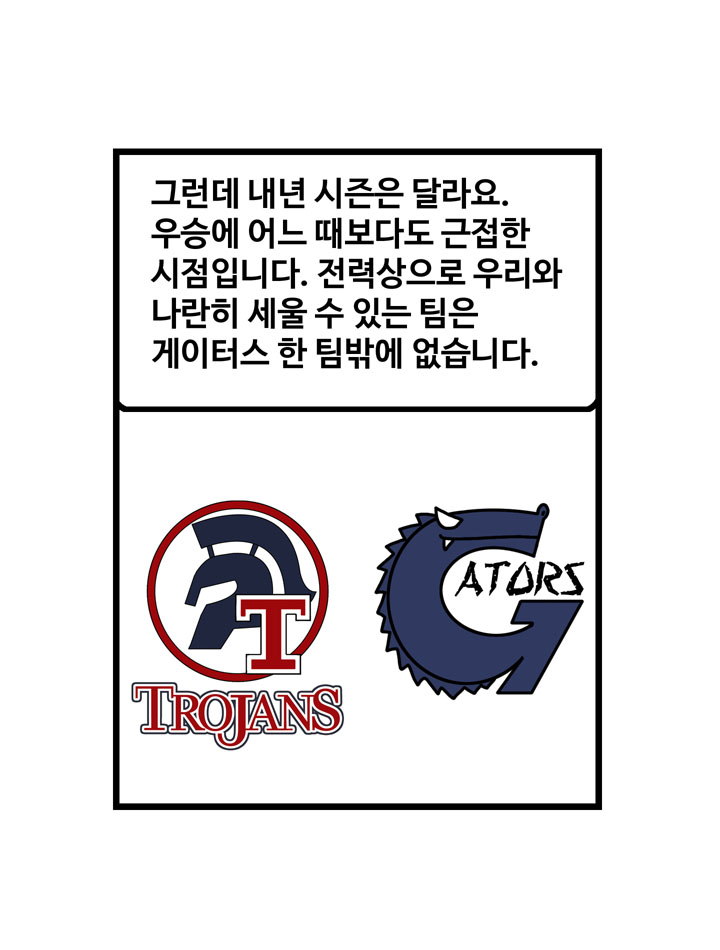 그런데 내년 시즌은 달라요.
우승에 어느 때보다도 근접한
시점입니다. 전력상으로 우리와
나란히 세울 수 있는 팀은
게이터스 한 팀밖에 없습니다.
T
TROJANS
GATORS